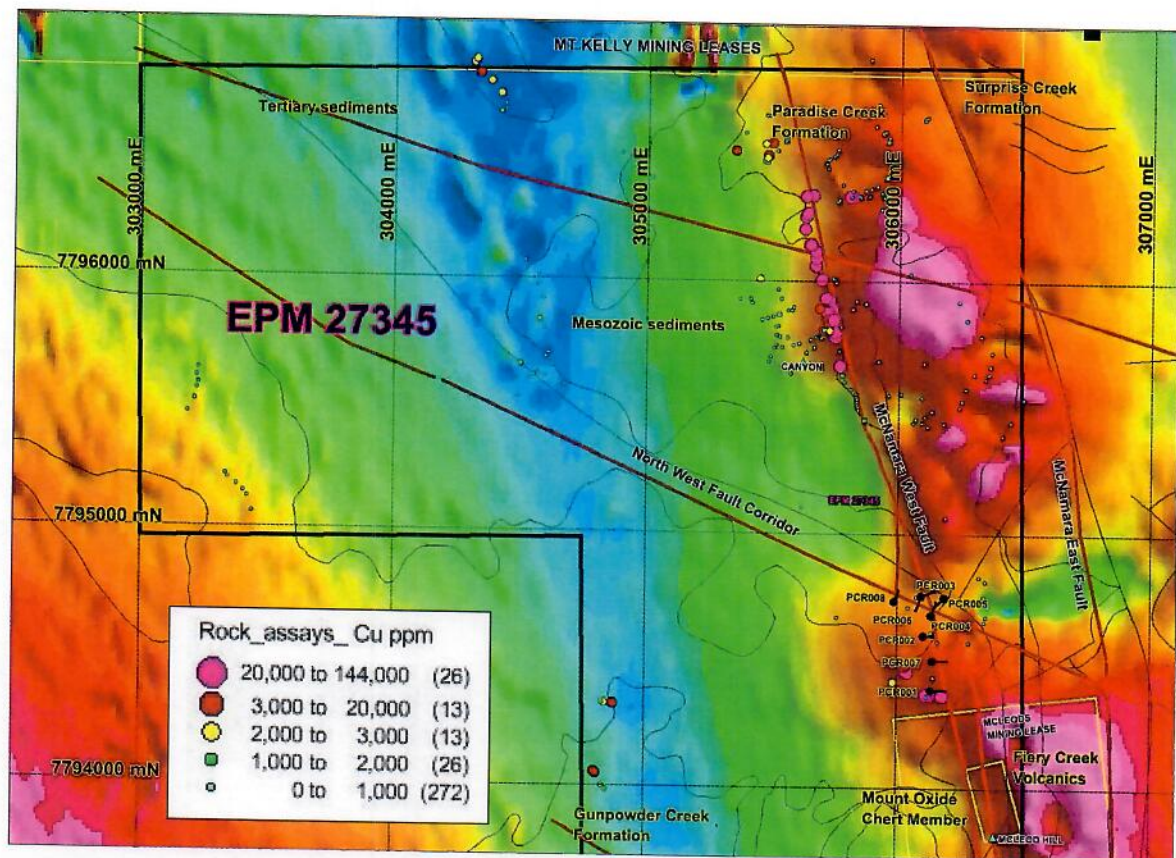 MT KELLY MINING LEASES
Surprise Creek
Formation
Tertiary sediments
Paradise Creek
Formation
303000 mE
304000 mE
305000 mE
306000 mE
307000 mE
7796000 mN
EPM 27345
Mesozoic sediments
CANYON
McNamara West Fault
North West Fault Corridor
EPM 27345
McNamara East Fault
7795000 mN
PCR003
PCR008
PCR005
PCR006
PCR004
PCR002
PCR007
PCR001
Rock_assays_ Cu ppm
20,000 to 144,000 (26)
3,000 to 20,000 (13)
2,000 to 3,000 (13)
1,000 to 2,000 (26)
0 to 1,000 (272)
MCLEODS
MINING LEASE
Fiery Creek
Volcanics
7794000 mN
Mount Oxide
Chert Member
Gunpowder Creek
Formation
MCLEOD HILL